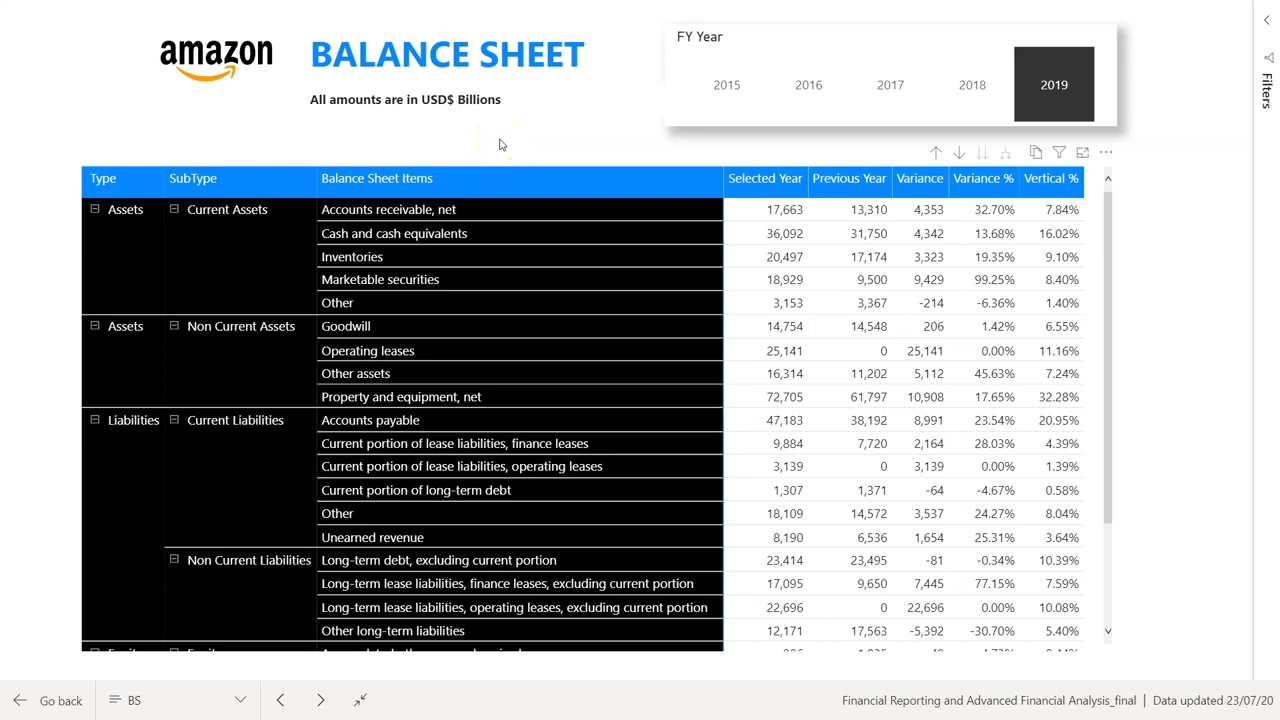 amazon
BALANCE SHEET
All amounts are in USD$ Billions
FY Year
2015 2016 2017 2018 2019
Filters
Type SubType Balance Sheet Items Selected Year Previous Year Variance Variance % Vertical %
Assets Current Assets Accounts receivable, net 17,663 13,310 4,353 32.70% 7.84%
Cash and cash equivalents 36,092 31,750 4,342 13.68% 16.02%
Inventories 20,497 17,174 3,323 19.35% 9.10%
Marketable securities 18,929 9,500 9,429 99.25% 8.40%
Other 3,153 3,367 -214 -6.36% 1.40%
Assets Non Current Assets Goodwill 14,754 14,548 206 1.42% 6.55%
Operating leases 25,141 0 25,141 0.00% 11.16%
Other assets 16,314 11,202 5,112 45.63% 7.24%
Property and equipment, net 72,705 61,797 10,908 17.65% 32.28%
Liabilities Current Liabilities Accounts payable 47,183 38,192 8,991 23.54% 20.95%
Current portion of lease liabilities, finance leases 9,884 7,720 2,164 28.03% 4.39%
Current portion of lease liabilities, operating leases 3,139 0 3,139 0.00% 1.39%
Current portion of long-term debt 1,307 1,371 -64 -4.67% 0.58%
Other 18,109 14,572 3,537 24.27% 8.04%
Unearned revenue 8,190 6,536 1,654 25.31% 3.64%
Non Current Liabilities Long-term debt, excluding current portion 23,414 23,495 -81 -0.34% 10.39%
Long-term lease liabilities, finance leases, excluding current portion 17,095 9,650 7,445 77.15% 7.59%
Long-term lease liabilities, operating leases, excluding current portion 22,696 0 22,696 0.00% 10.08%
Other long-term liabilities 12,171 17,563 -5,392 -30.70% 5.40%
Go back BS Financial Reporting and Advanced Financial Analysis_final | Data updated 23/07/20